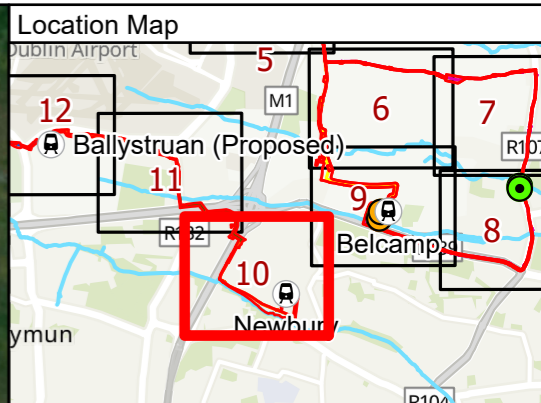 Location Map
Dublin Airport
5
M1
12
6
7
Ballystruan (Proposed)
R107
11
9
8
R132
Belcamp
10
Newbury
ymun
R104